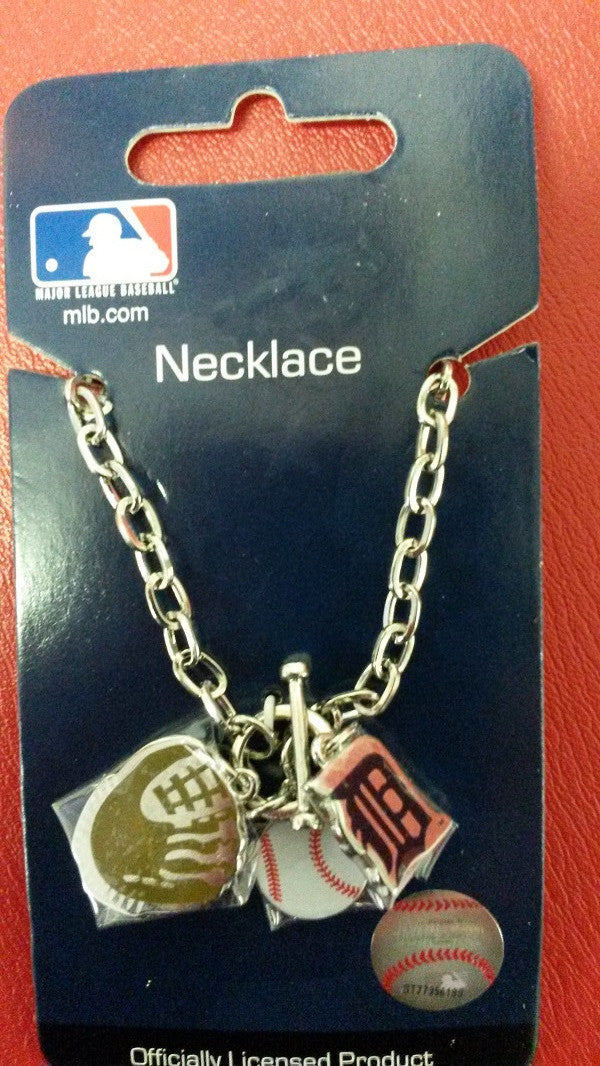 MAJOR LEAGUE BASEBALL
mlb.com
Necklace
D
Officially Licensed Product